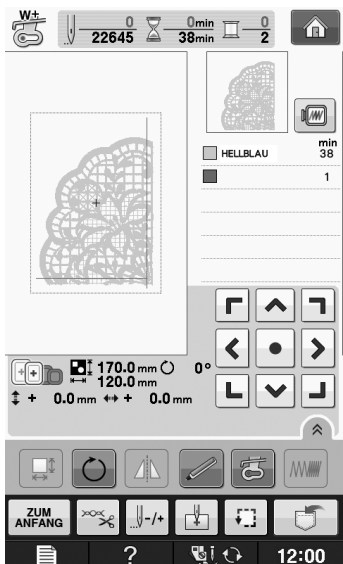 W+ 0 0min 0
22645 38min 2
min
HELLBLAU 38
1
170.0 mm 0°
120.0 mm
+ 0.0 mm + 0.0 mm
ZUM ANFANG -/+
? 12:00